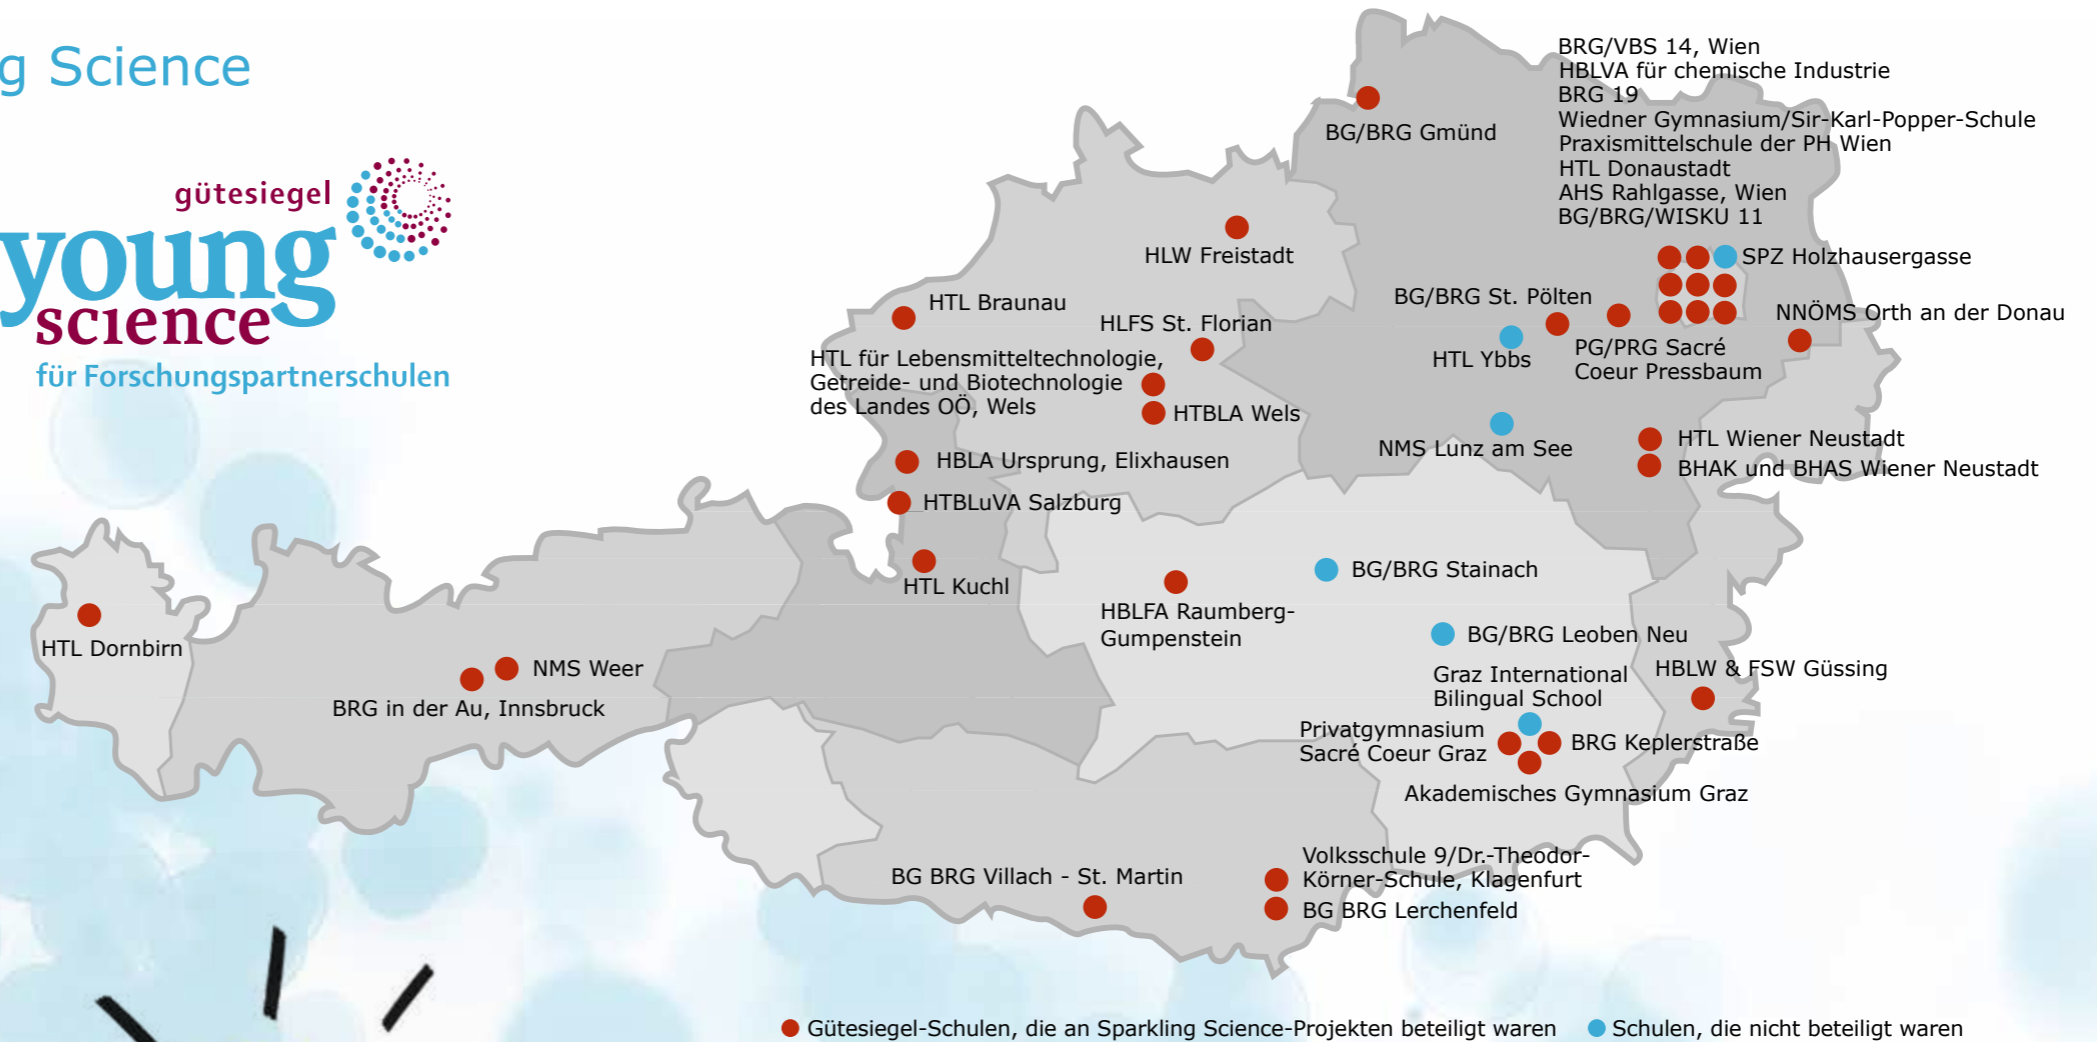 g Science
gütesiegel
young
science
für Forschungspartnerschulen
BRG/VBS 14, Wien
HBLVA für chemische Industrie
BRG 19
Wiedner Gymnasium/Sir-Karl-Popper-Schule
Praxismittelschule der PH Wien
HTL Donaustadt
AHS Rahlgasse, Wien
BG/BRG/WISKU 11
SPZ Holzhausergasse
BG/BRG Gmünd
HLW Freistadt
HTL Braunau
HLFS St. Florian
BG/BRG St. Pölten
NNÖMS Orth an der Donau
HTL für Lebensmitteltechnologie,
Getreide- und Biotechnologie
des Landes OÖ, Wels
HTL Ybbs
PG/PRG Sacré
Coeur Pressbaum
HTBLA Wels
NMS Lunz am See
HTL Wiener Neustadt
BHAK und BHAS Wiener Neustadt
HBLA Ursprung, Elixhausen
HTBLuVA Salzburg
HTL Kuchl
BG/BRG Stainach
HBLFA Raumberg-
Gumpenstein
BG/BRG Leoben Neu
HTL Dornbirn
NMS Weer
BRG in der Au, Innsbruck
Graz International
Bilingual School
HBLW & FSW Güssing
Privatgymnasium
Sacré Coeur Graz
BRG Keplerstraße
Akademisches Gymnasium Graz
BG BRG Villach - St. Martin
Volksschule 9/Dr.-Theodor-
Körner-Schule, Klagenfurt
BG BRG Lerchenfeld
Gütesiegel-Schulen, die an Sparkling Science-Projekten beteiligt waren
Schulen, die nicht beteiligt waren